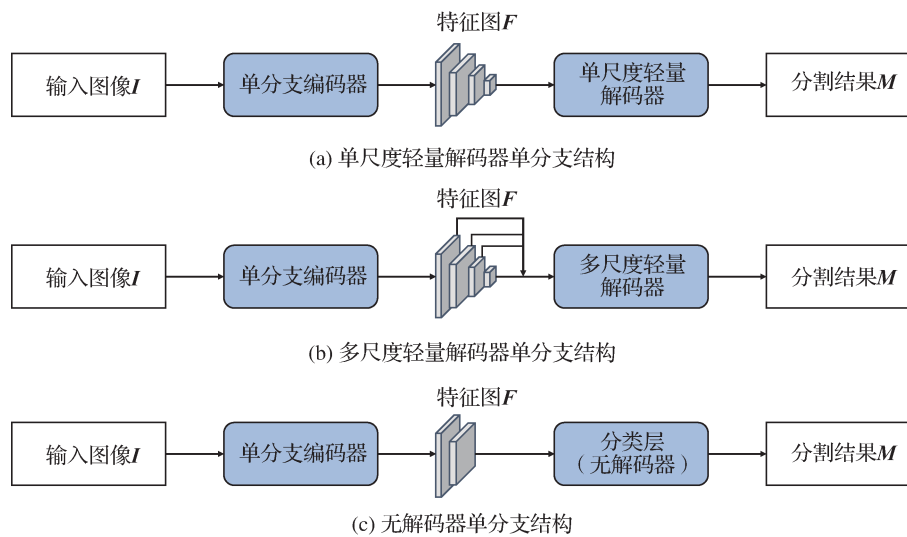 特征图F
输入图像I
单分支编码器
单尺度轻量
解码器
分割结果M
(a) 单尺度轻量解码器单分支结构
特征图F
输入图像I
单分支编码器
多尺度轻量
解码器
分割结果M
(b) 多尺度轻量解码器单分支结构
特征图F
输入图像I
单分支编码器
分类层
（无解码器）
分割结果M
(c) 无解码器单分支结构